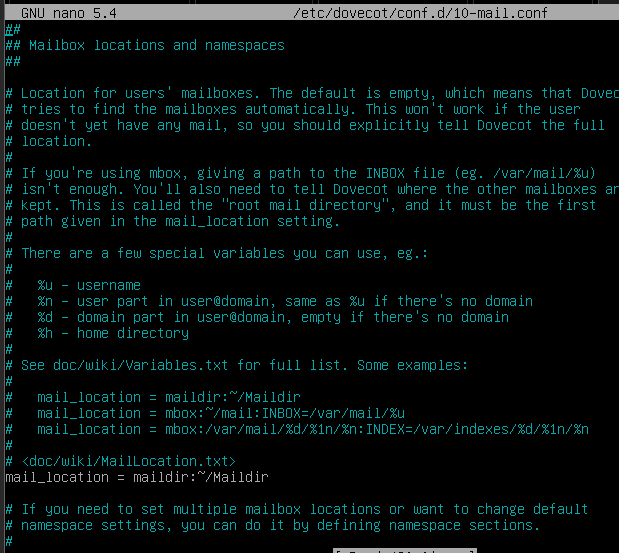 GNU nano 5.4 /etc/dovecot/conf.d/10-mail.conf
##
## Mailbox locations and namespaces
##
# Location for users' mailboxes. The default is empty, which means that Dovec
# tries to find the mailboxes automatically. This won't work if the user
# doesn't yet have any mail, so you should explicitly tell Dovecot the full
# location.
#
# If you're using mbox, giving a path to the INBOX file (eg. /var/mail/%u)
# isn't enough. You'll also need to tell Dovecot where the other mailboxes ar
# kept. This is called the "root mail directory", and it must be the first
# path given in the mail_location setting.
#
# There are a few special variables you can use, eg.:
#
#   %u - username
#   %n - user part in user@domain, same as %u if there's no domain
#   %d - domain part in user@domain, empty if there's no domain
#   %h - home directory
#
# See doc/wiki/Variables.txt for full list. Some examples:
#
#   mail_location = maildir:~/Maildir
#   mail_location = mbox:~/mail:INBOX=/var/mail/%u
#   mail_location = mbox:/var/mail/%d/%1n/%n:INDEX=/var/indexes/%d/%1n/%n
#
# <doc/wiki/MailLocation.txt>
mail_location = maildir:~/Maildir
# If you need to set multiple mailbox locations or want to change default
# namespace settings, you can do it by defining namespace sections.
#